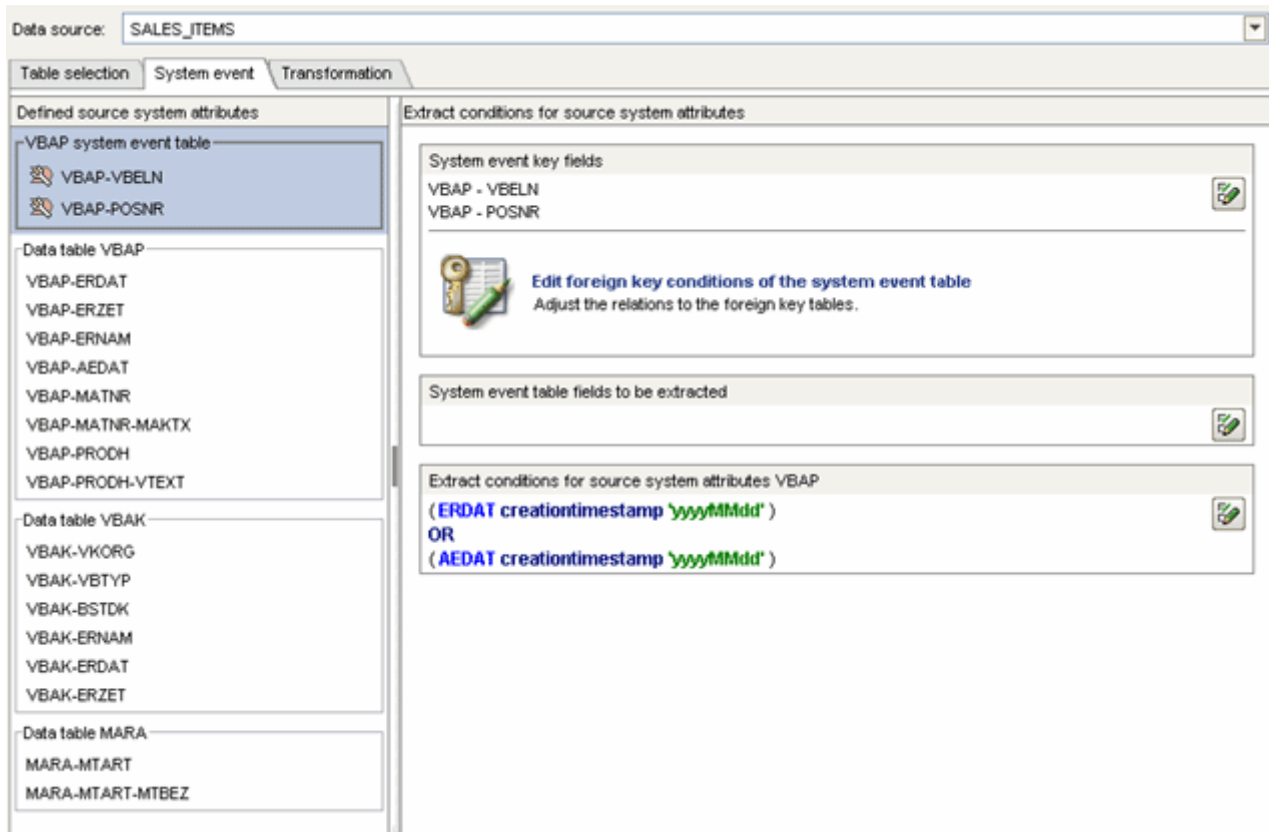 Data source: SALES_ITEMS
Table selection System event Transformation
Defined source system attributes
VBAP system event table
VBAP-VBELN
VBAP-POSNR
Data table VBAP
VBAP-ERDAT
VBAP-ERZET
VBAP-ERNAM
VBAP-AEDAT
VBAP-MATNR
VBAP-MATNR-MAKTX
VBAP-PRODH
VBAP-PRODH-VTEXT
Data table VBAK
VBAK-VKORG
VBAK-VBTYP
VBAK-BSTDK
VBAK-ERNAM
VBAK-ERDAT
VBAK-ERZET
Data table MARA
MARA-MTART
MARA-MTART-MTBEZ
Extract conditions for source system attributes
System event key fields
VBAP - VBELN
VBAP - POSNR
Edit foreign key conditions of the system event table
Adjust the relations to the foreign key tables.
System event table fields to be extracted
Extract conditions for source system attributes VBAP
( ERDAT creationtimestamp 'yyyyMMdd' )
OR
( AEDAT creationtimestamp 'yyyyMMdd' )